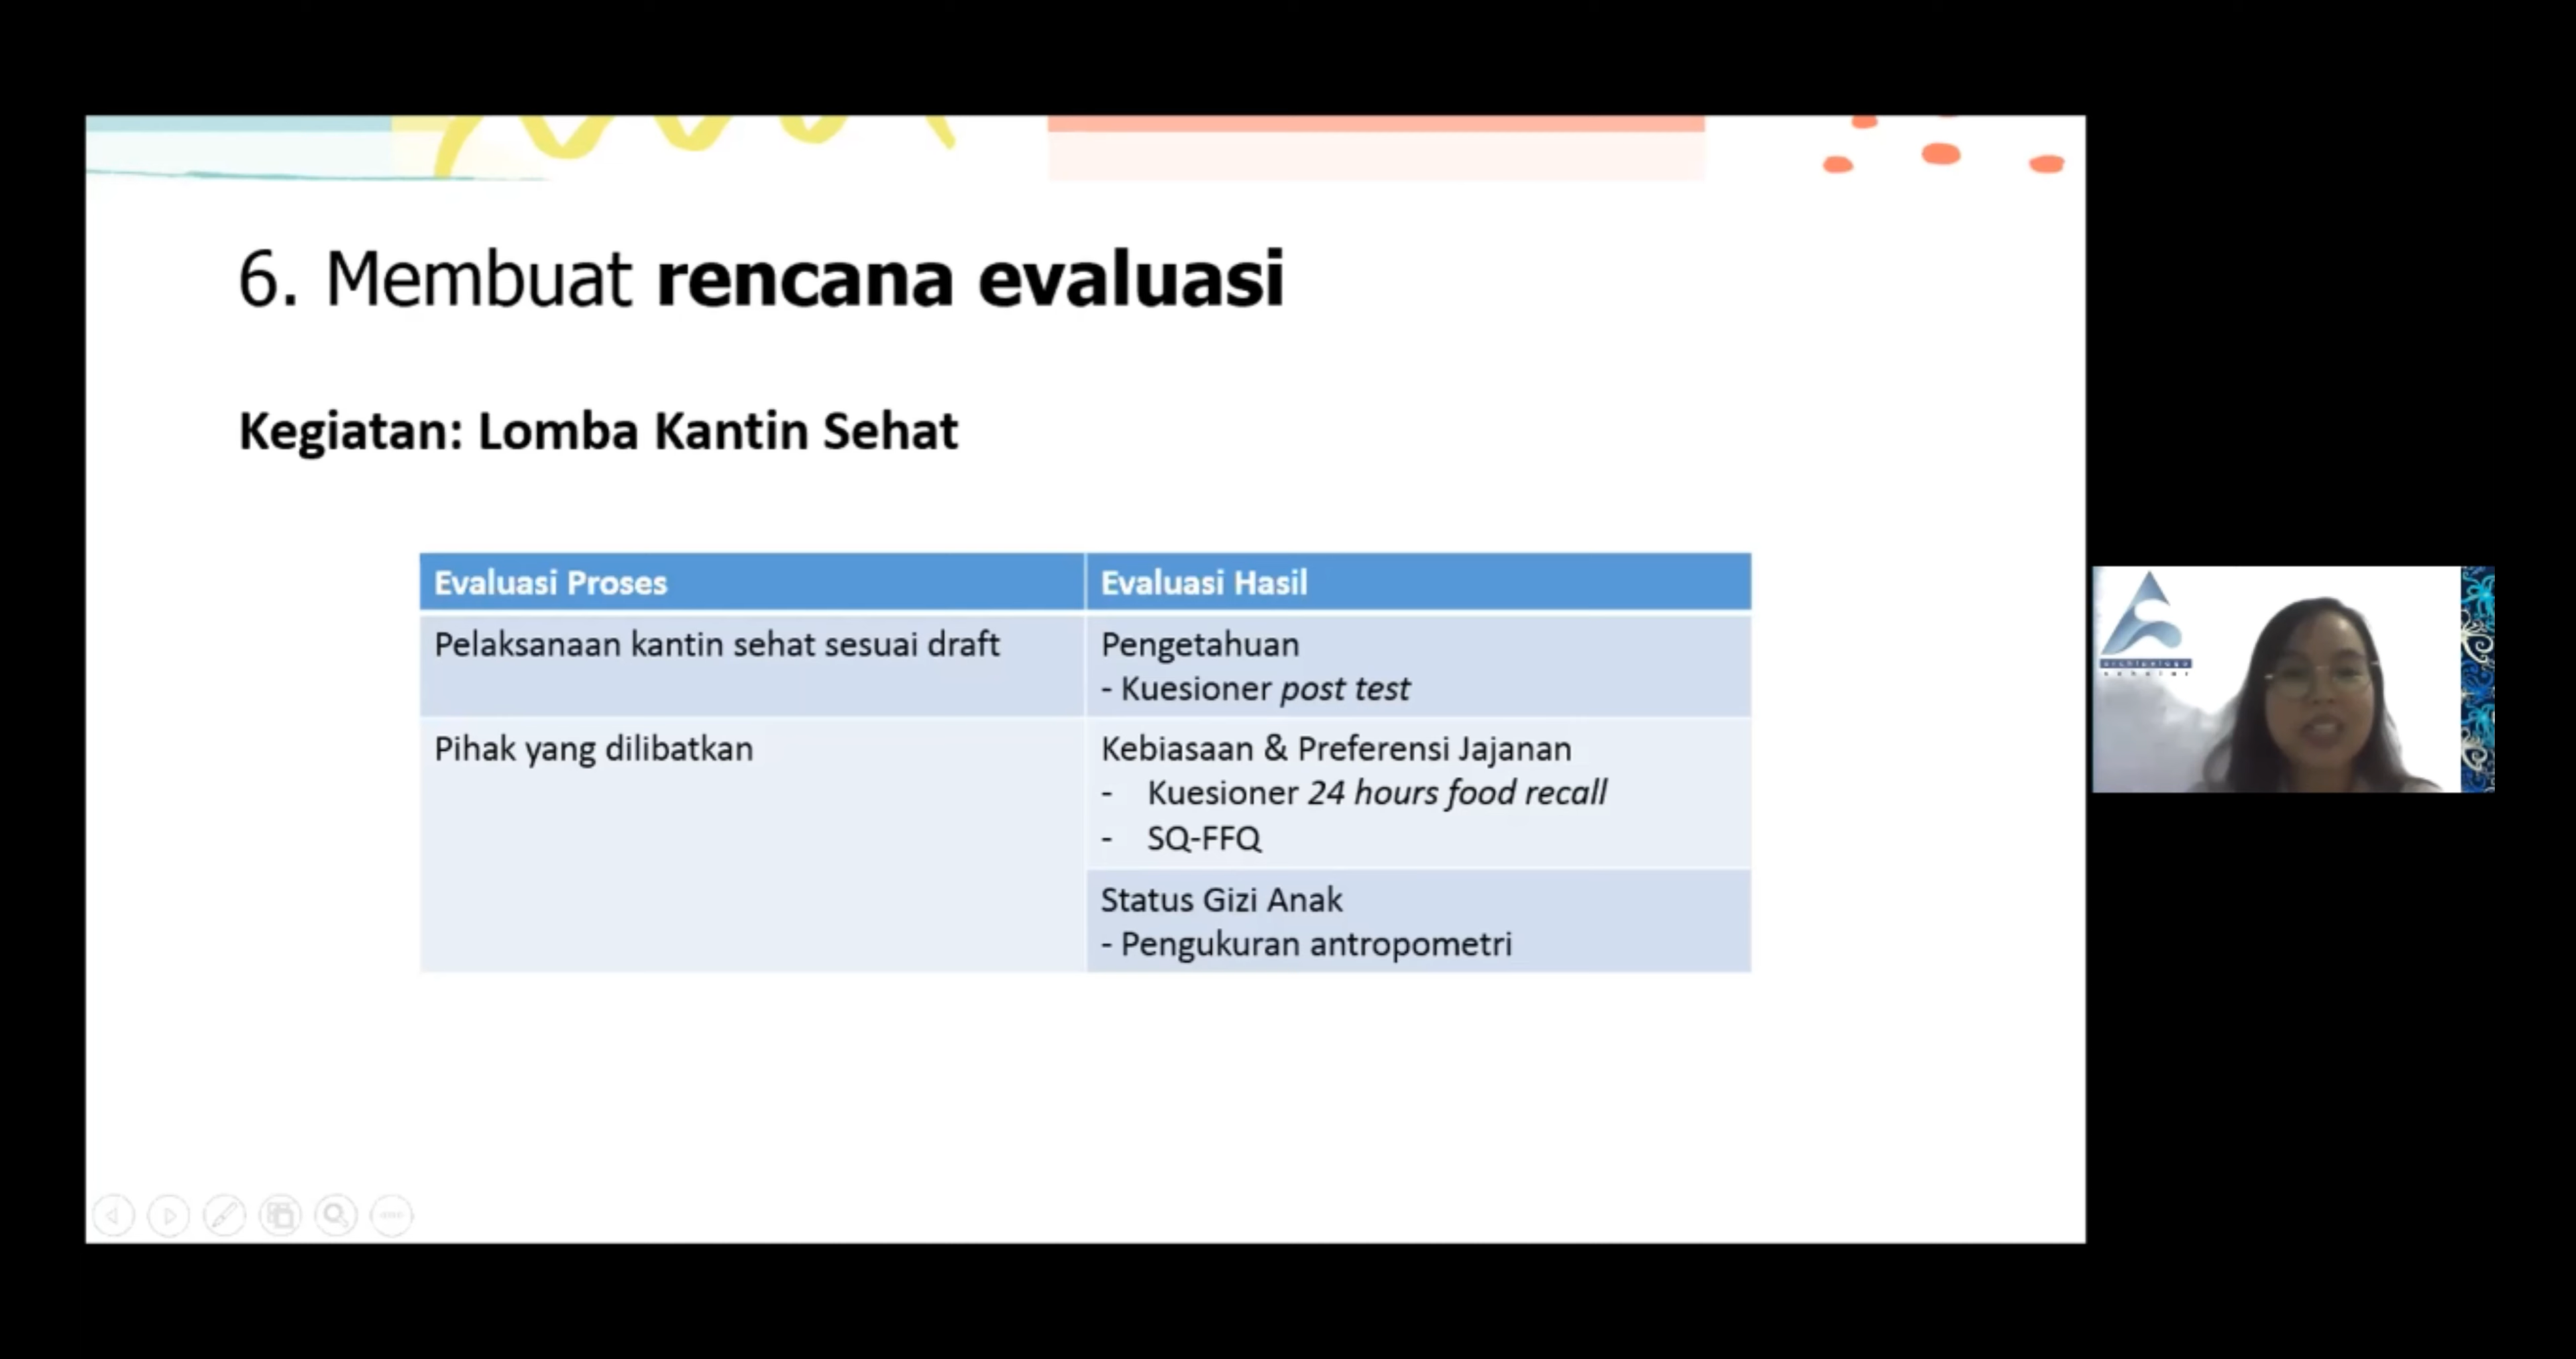 6. Membuat rencana evaluasi
Kegiatan: Lomba Kantin Sehat
Evaluasi Proses
Evaluasi Hasil
Pelaksanaan kantin sehat sesuai draft
Pengetahuan
- Kuesioner post test
Pihak yang dilibatkan
Kebiasaan & Preferensi Jajanan
- Kuesioner 24 hours food recall
- SQ-FFQ
Status Gizi Anak
- Pengukuran antropometri
archipelago
scholar